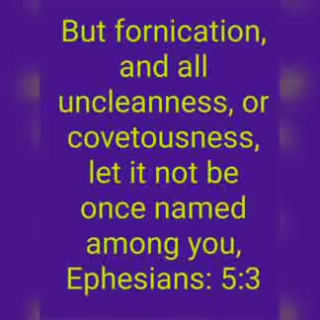 But fornication,
and all
uncleanness, or
covetousness,
let it not be
once named
among you,
Ephesians: 5:3